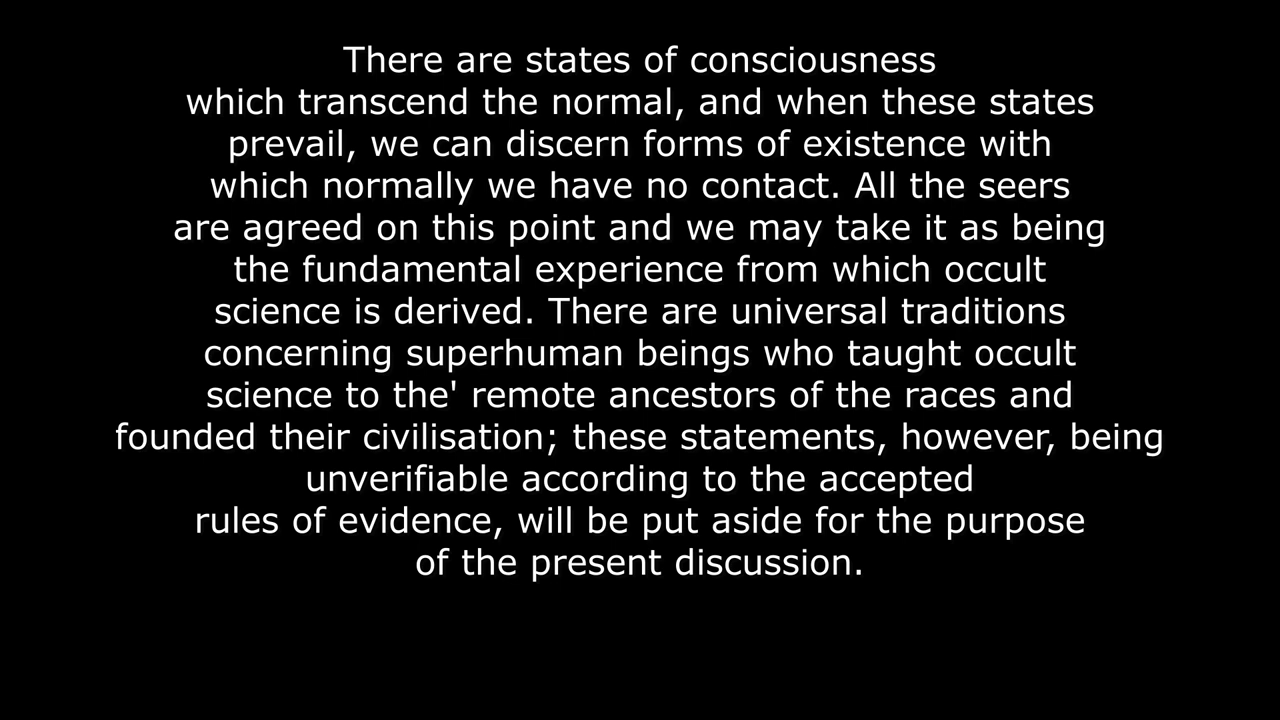 There are states of consciousness
which transcend the normal, and when these states
prevail, we can discern forms of existence with
which normally we have no contact. All the seers
are agreed on this point and we may take it as being
the fundamental experience from which occult
science is derived. There are universal traditions
concerning superhuman beings who taught occult
science to the' remote ancestors of the races and
founded their civilisation; these statements, however, being
unverifiable according to the accepted
rules of evidence, will be put aside for the purpose
of the present discussion.